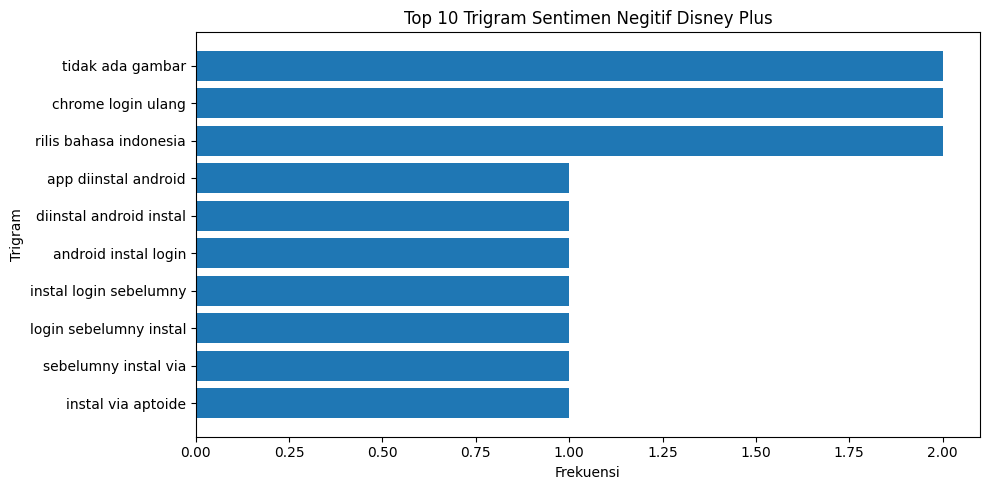 Top 10 Trigram Sentimen Negitif Disney Plus
Trigram
tidak ada gambar
chrome login ulang
rilis bahasa indonesia
app diinstal android
diinstal android instal
android instal login
instal login sebelumny
login sebelumny instal
sebelumny instal via
instal via aptoide
0.00 0.25 0.50 0.75 1.00 1.25 1.50 1.75 2.00
Frekuensi